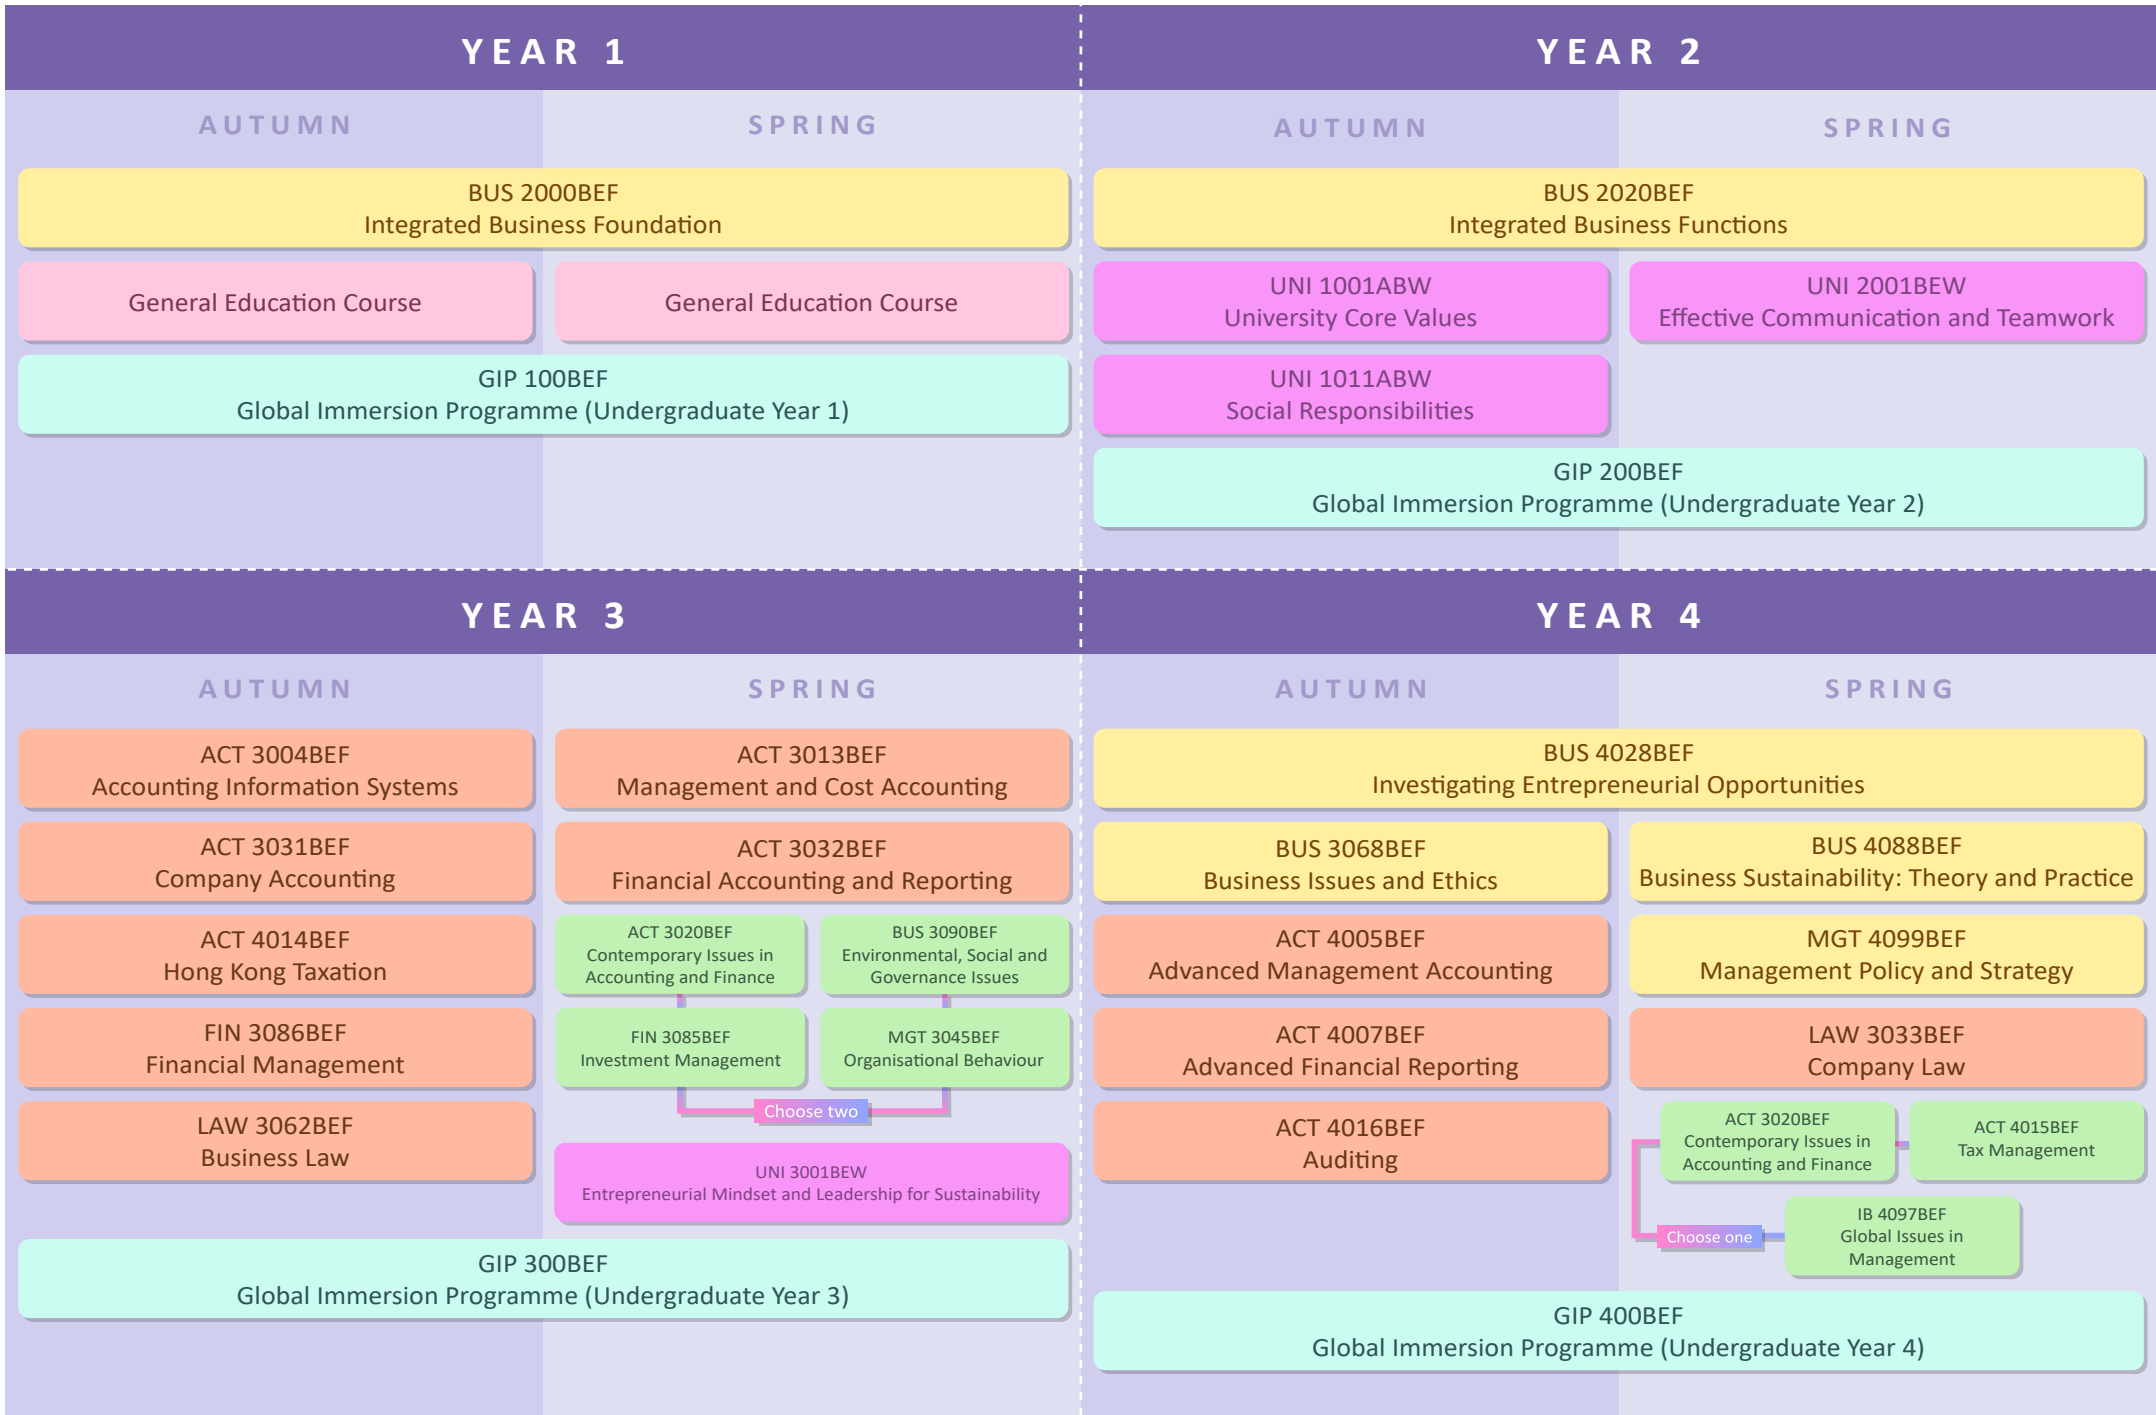 YEAR 1
AUTUMN
SPRING
BUS 2000BEF
Integrated Business Foundation
General Education Course
General Education Course
GIP 100BEF
Global Immersion Programme (Undergraduate Year 1)
YEAR 2
AUTUMN
SPRING
BUS 2020BEF
Integrated Business Functions
UNI 1001ABW
University Core Values
UNI 2001BEW
Effective Communication and Teamwork
UNI 1011ABW
Social Responsibilities
GIP 200BEF
Global Immersion Programme (Undergraduate Year 2)
YEAR 3
AUTUMN
ACT 3004BEF
Accounting Information Systems
ACT 3031BEF
Company Accounting
ACT 4014BEF
Hong Kong Taxation
FIN 3086BEF
Financial Management
LAW 3062BEF
Business Law
SPRING
ACT 3013BEF
Management and Cost Accounting
ACT 3032BEF
Financial Accounting and Reporting
ACT 3020BEF
Contemporary Issues in
Accounting and Finance
BUS 3090BEF
Environmental, Social and
Governance Issues
FIN 3085BEF
Investment Management
MGT 3045BEF
Organisational Behaviour
Choose two
UNI 3001BEW
Entrepreneurial Mindset and Leadership for Sustainability
GIP 300BEF
Global Immersion Programme (Undergraduate Year 3)
YEAR 4
AUTUMN
SPRING
BUS 4028BEF
Investigating Entrepreneurial Opportunities
BUS 3068BEF
Business Issues and Ethics
ACT 4005BEF
Advanced Management Accounting
ACT 4007BEF
Advanced Financial Reporting
ACT 4016BEF
Auditing
BUS 4088BEF
Business Sustainability: Theory and Practice
MGT 4099BEF
Management Policy and Strategy
LAW 3033BEF
Company Law
ACT 3020BEF
Contemporary Issues in
Accounting and Finance
ACT 4015BEF
Tax Management
Choose one
IB 4097BEF
Global Issues in
Management
GIP 400BEF
Global Immersion Programme (Undergraduate Year 4)